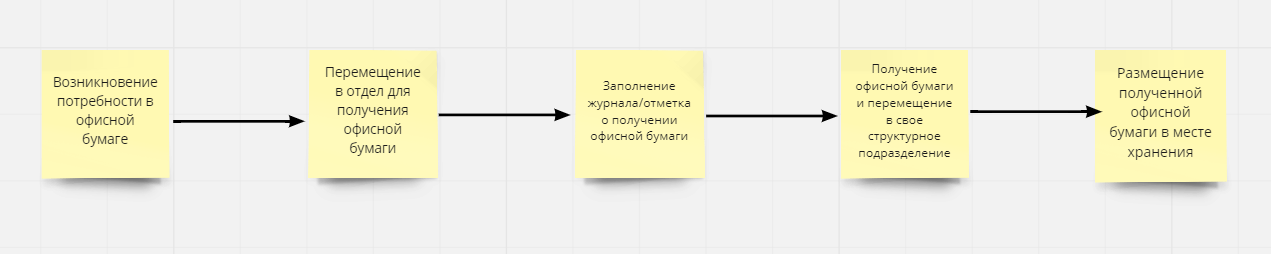 Возникновение
потребности в
офисной
бумаге
Перемещение
в отдел для
получения
офисной
бумаги
Заполнение
журнала/отметка
о получении
офисной бумаги
Получение
офисной бумаги
и перемещение
в свое
структурное
подразделение
Размещение
полученной
офисной
бумаги в месте
хранения